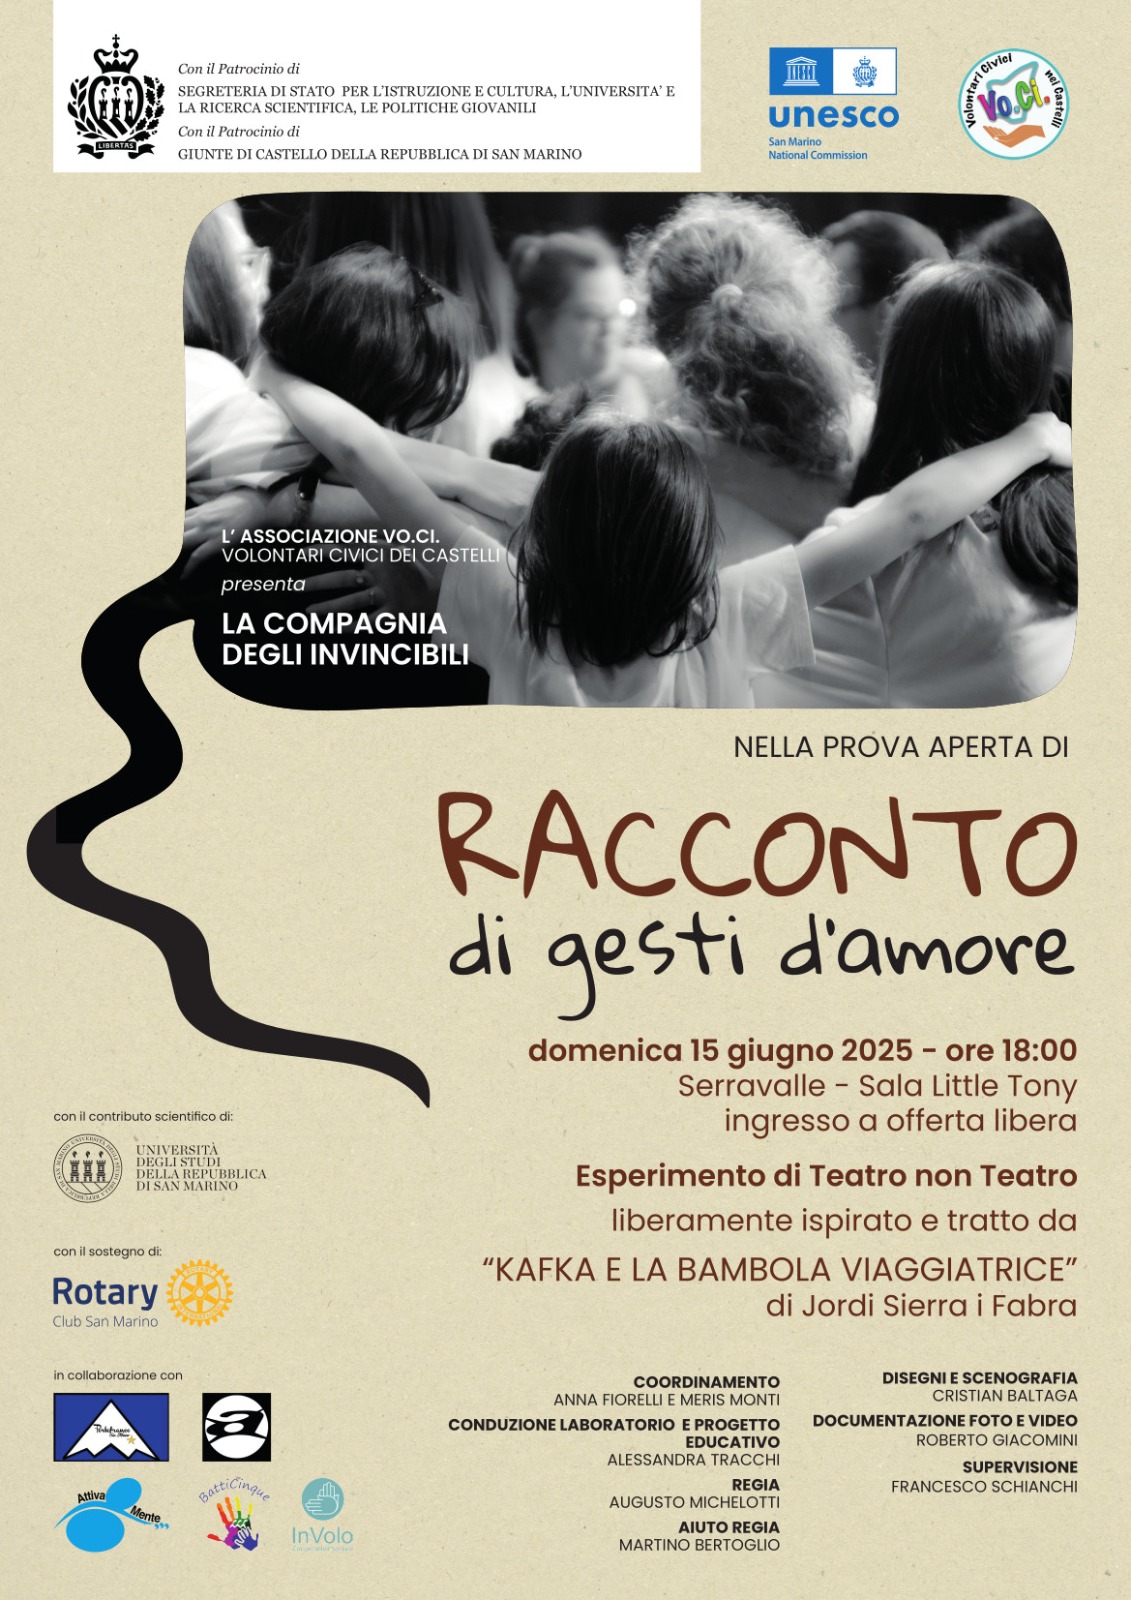 Con il Patrocinio di
SEGRETERIA DI STATO PER L'ISTRUZIONE E CULTURA, L'UNIVERSITA' E
LA RICERCA SCIENTIFICA, LE POLITICHE GIOVANILI
Con il Patrocinio di
GIUNTE DI CASTELLO DELLA REPUBBLICA DI SAN MARINO
LIBERTAS
unesco
San Marino
National Commission
Volontari Civici nei Castelli
Vo.Ci.
L' ASSOCIAZIONE VO.CI.
VOLONTARI CIVICI DEI CASTELLI
presenta
LA COMPAGNIA
DEGLI INVINCIBILI
NELLA PROVA APERTA DI
RACCONTO
di gesti d'amore
domenica 15 giugno 2025 - ore 18:00
Serravalle - Sala Little Tony
ingresso a offerta libera
Esperimento di Teatro non Teatro
liberamente ispirato e tratto da
“KAFKA E LA BAMBOLA VIAGGIATRICE”
di Jordi Sierra i Fabra
con il contributo scientifico di:
UNIVERSITÀ
DEGLI STUDI
DELLA REPUBBLICA
DI SAN MARINO
con il sostegno di:
Rotary
Club San Marino
in collaborazione con
Portofranco
a
Attiva
Mente
BattiCinque
InVolo
COORDINAMENTO
ANNA FIORELLI E MERIS MONTI
CONDUZIONE LABORATORIO E PROGETTO
EDUCATIVO
ALESSANDRA TRACCHI
REGIA
AUGUSTO MICHELOTTI
AIUTO REGIA
MARTINO BERTOGLIO
DISEGNI E SCENOGRAFIA
CRISTIAN BALTAGA
DOCUMENTAZIONE FOTO E VIDEO
ROBERTO GIACOMINI
SUPERVISIONE
FRANCESCO SCHIANCHI